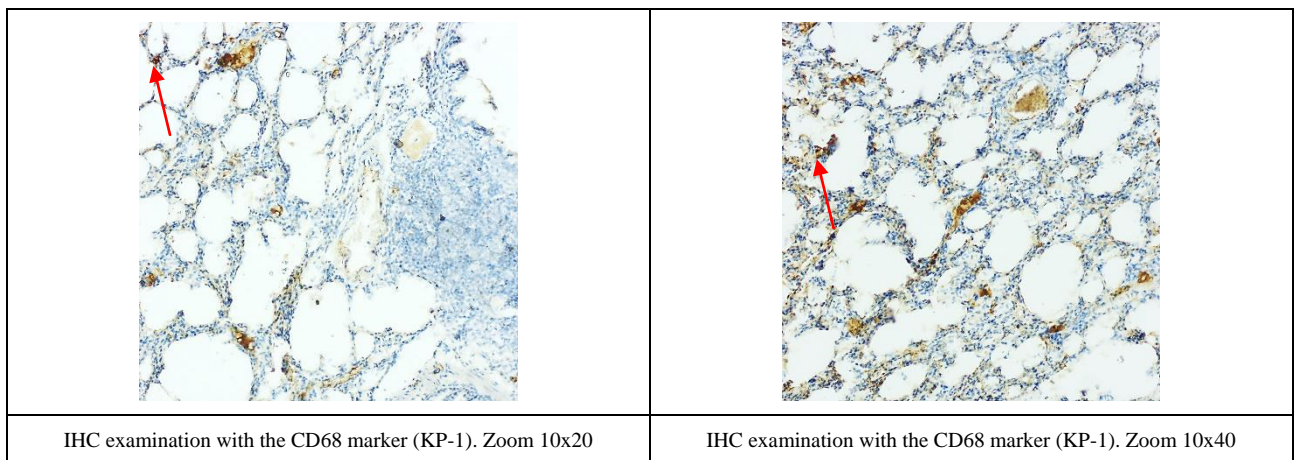 IHC examination with the CD68 marker (KP-1). Zoom 10x20
IHC examination with the CD68 marker (KP-1). Zoom 10x40